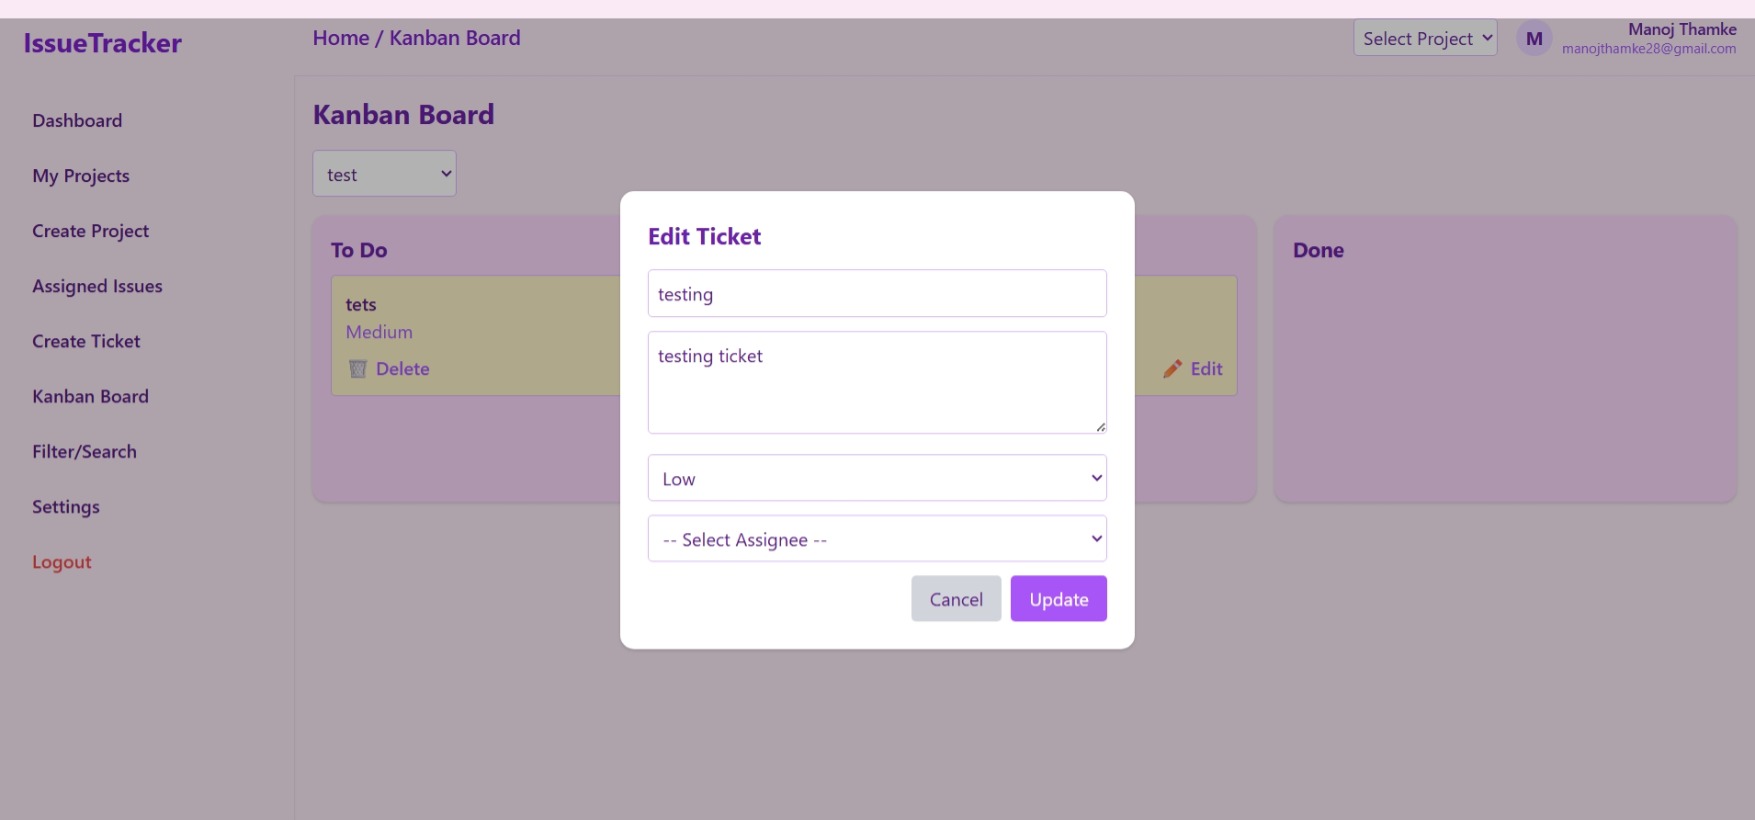 IssueTracker
Home / Kanban Board
Select Project
M
Manoj Thamke
manojthamke28@gmail.com
Dashboard
My Projects
Create Project
Assigned Issues
Create Ticket
Kanban Board
Filter/Search
Settings
Logout
Kanban Board
test
To Do
tets
Medium
Delete
Edit
Done
Edit Ticket
testing
testing ticket
Low
-- Select Assignee --
Cancel
Update